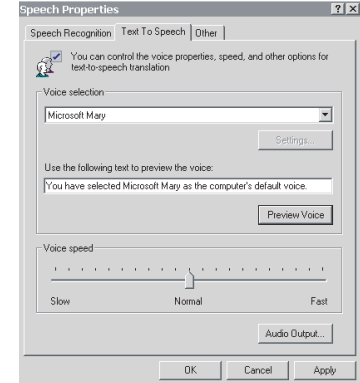 Speech Properties
Speech Recognition Text To Speech Other
You can control the voice properties, speed, and other options for
text-to-speech translation
Voice selection
Microsoft Mary
Settings...
Use the following text to preview the voice:
You have selected Microsoft Mary as the computer's default voice.
Preview Voice
Voice speed
Slow Normal Fast
Audio Output...
OK Cancel Apply